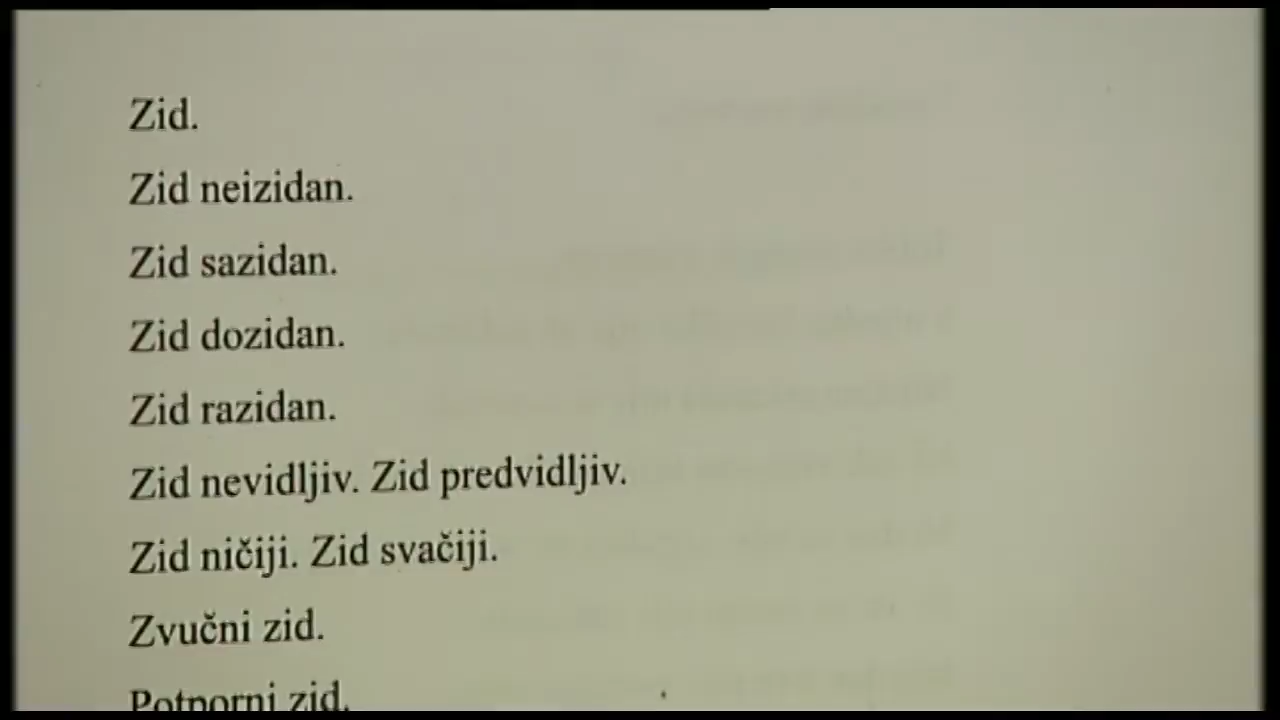 Zid.
Zid neizidan.
Zid sazidan.
Zid dozidan.
Zid razidan.
Zid nevidljiv. Zid predvidljiv.
Zid ničiji. Zid svačiji.
Zvučni zid.
Potporni zid.